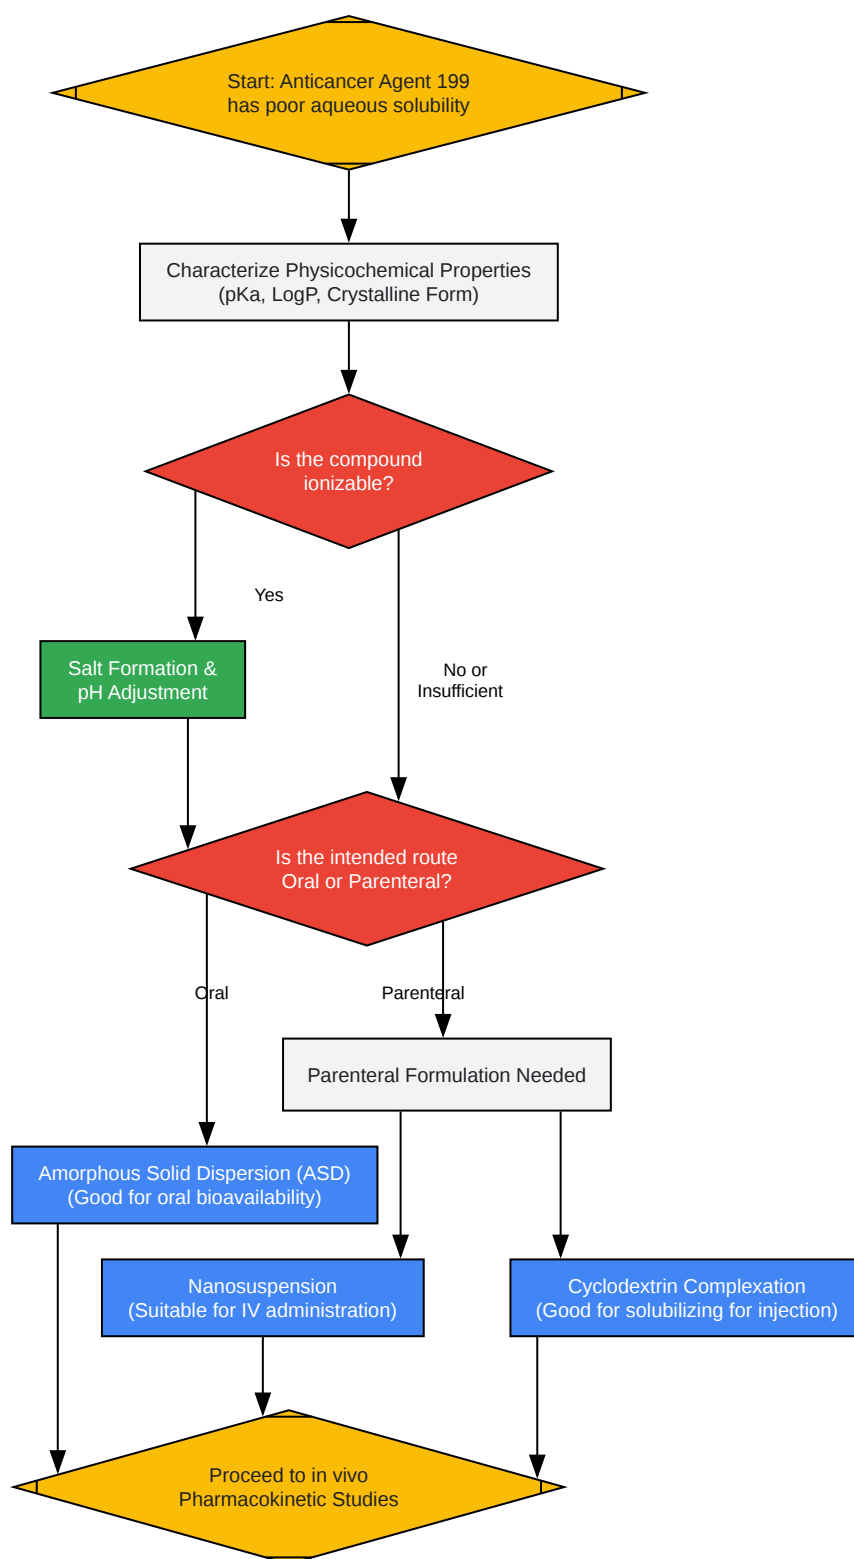 Start: Anticancer Agent 199
has poor aqueous solubility
Characterize Physicochemical Properties
(pKa, LogP, Crystalline Form)
Is the compound
ionizable?
Yes
Salt Formation &
pH Adjustment
No or
Insufficient
Is the intended route
Oral or Parenteral?
Oral
Parenteral
Parenteral Formulation Needed
Amorphous Solid Dispersion (ASD)
(Good for oral bioavailability)
Nanosuspension
(Suitable for IV administration)
Cyclodextrin Complexation
(Good for solubilizing for injection)
Proceed to in vivo
Pharmacokinetic Studies